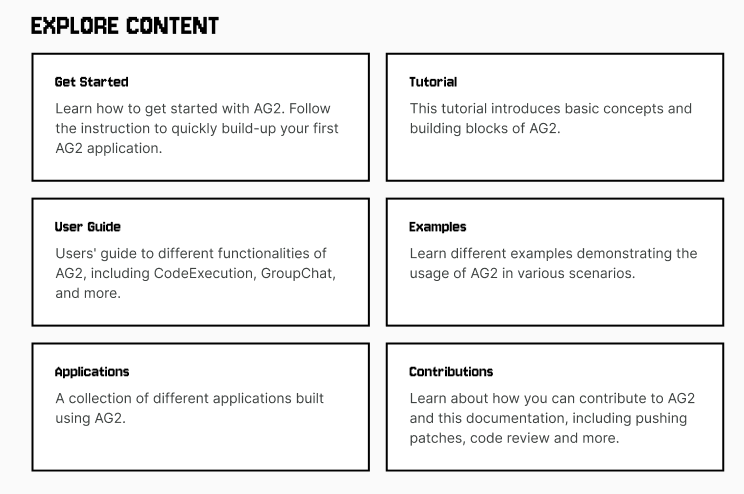 EXPLORE CONTENT
Get Started
Learn how to get started with AG2. Follow
the instruction to quickly build-up your first
AG2 application.
Tutorial
This tutorial introduces basic concepts and
building blocks of AG2.
User Guide
Users' guide to different functionalities of
AG2, including CodeExecution, GroupChat,
and more.
Examples
Learn different examples demonstrating the
usage of AG2 in various scenarios.
Applications
A collection of different applications built
using AG2.
Contributions
Learn about how you can contribute to AG2
and this documentation, including pushing
patches, code review and more.